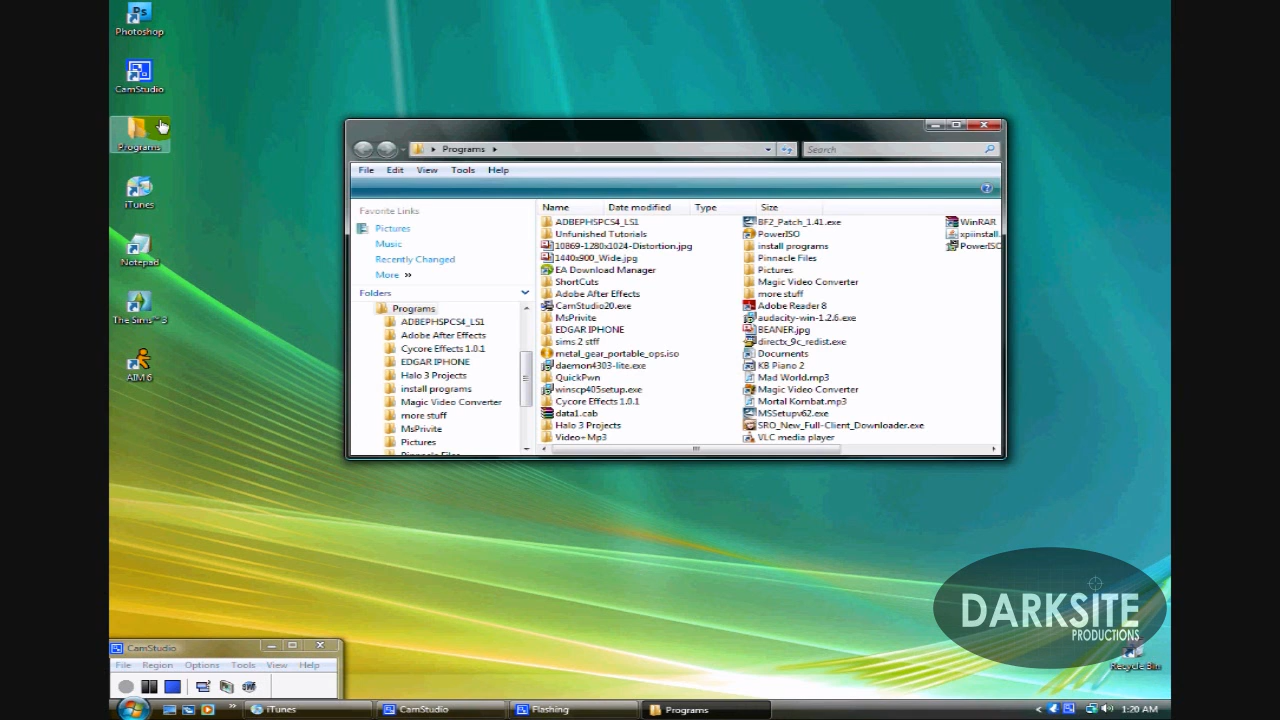 Photoshop
CamStudio
Programs
iTunes
Notepad
The Sims™ 3
AIM 6
Programs
Search
File Edit View Tools Help
Favorite Links
Pictures
Music
Recently Changed
More »
Folders
Programs
ADBEPHSPCS4_LS1
Adobe After Effects
Cycore Effects 1.0.1
EDGAR IPHONE
Halo 3 Projects
install programs
Magic Video Converter
more stuff
MsPrivite
Pictures
Pinnacle Files
Name Date modified Type Size
ADBEPHSPCS4_LS1
Unfunished Tutorials
10869-1280x1024-Distortion.jpg
1440x900_Wide.jpg
EA Download Manager
ShortCuts
Adobe After Effects
CamStudio20.exe
MsPrivite
EDGAR IPHONE
sims 2 stff
metal_gear_portable_ops.iso
daemon4303-lite.exe
QuickPwn
winscp405setup.exe
Cycore Effects 1.0.1
data1.cab
Halo 3 Projects
Video+Mp3
BF2_Patch_1.41.exe
PowerISO
install programs
Pinnacle Files
Pictures
Magic Video Converter
more stuff
Adobe Reader 8
audacity-win-1.2.6.exe
BEANER.jpg
directx_9c_redist.exe
Documents
KB Piano 2
Mad World.mp3
Magic Video Converter
Mortal Kombat.mp3
MSSetupv62.exe
SRO_New_Full-Client_Downloader.exe
VLC media player
WinRAR
xpiinstall
PowerISO
DARKSITE
PRODUCTIONS
Recycle Bin
CamStudio
File Region Options Tools View Help
iTunes
CamStudio
Flashing
Programs
1:20 AM